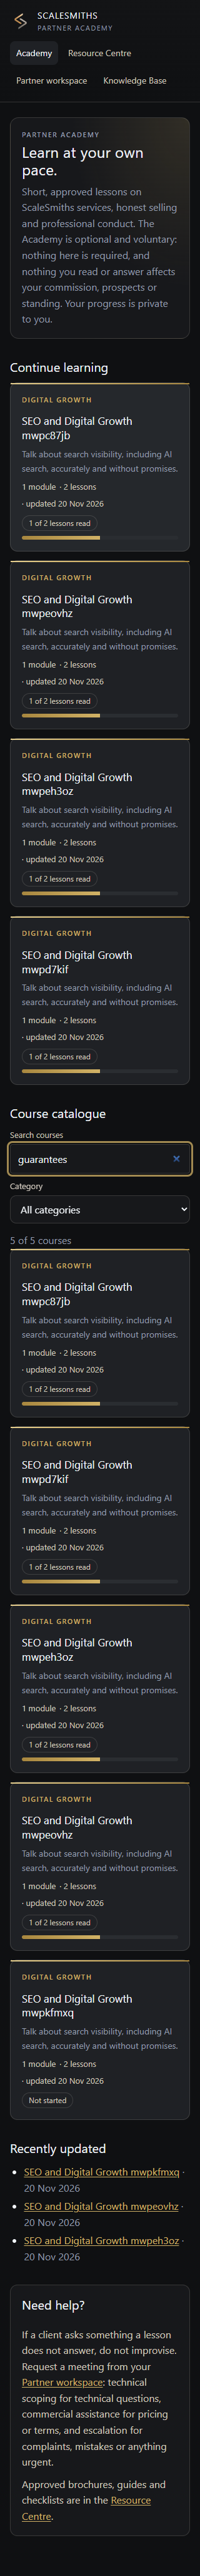 SCALESMITHS
PARTNER ACADEMY
Academy
Resource Centre
Partner workspace
Knowledge Base
PARTNER ACADEMY
Learn at your own
pace.
Short, approved lessons on
ScaleSmiths services, honest selling
and professional conduct. The
Academy is optional and voluntary:
nothing here is required, and
nothing you read or answer affects
your commission, prospects or
standing. Your progress is private
to you.
Continue learning
DIGITAL GROWTH
SEO and Digital Growth
mwpc87jb
Talk about search visibility, including AI
search, accurately and without promises.
1 module · 2 lessons
· updated 20 Nov 2026
1 of 2 lessons read
DIGITAL GROWTH
SEO and Digital Growth
mwpeovhz
Talk about search visibility, including AI
search, accurately and without promises.
1 module · 2 lessons
· updated 20 Nov 2026
1 of 2 lessons read
DIGITAL GROWTH
SEO and Digital Growth
mwpeh3oz
Talk about search visibility, including AI
search, accurately and without promises.
1 module · 2 lessons
· updated 20 Nov 2026
1 of 2 lessons read
DIGITAL GROWTH
SEO and Digital Growth
mwpd7kif
Talk about search visibility, including AI
search, accurately and without promises.
1 module · 2 lessons
· updated 20 Nov 2026
1 of 2 lessons read
Course catalogue
Search courses
guarantees
Category
All categories
5 of 5 courses
DIGITAL GROWTH
SEO and Digital Growth
mwpc87jb
Talk about search visibility, including AI
search, accurately and without promises.
1 module · 2 lessons
· updated 20 Nov 2026
1 of 2 lessons read
DIGITAL GROWTH
SEO and Digital Growth
mwpd7kif
Talk about search visibility, including AI
search, accurately and without promises.
1 module · 2 lessons
· updated 20 Nov 2026
1 of 2 lessons read
DIGITAL GROWTH
SEO and Digital Growth
mwpeh3oz
Talk about search visibility, including AI
search, accurately and without promises.
1 module · 2 lessons
· updated 20 Nov 2026
1 of 2 lessons read
DIGITAL GROWTH
SEO and Digital Growth
mwpeovhz
Talk about search visibility, including AI
search, accurately and without promises.
1 module · 2 lessons
· updated 20 Nov 2026
1 of 2 lessons read
DIGITAL GROWTH
SEO and Digital Growth
mwpkfmxq
Talk about search visibility, including AI
search, accurately and without promises.
1 module · 2 lessons
· updated 20 Nov 2026
Not started
Recently updated
SEO and Digital Growth mwpkfmxq ·
20 Nov 2026
SEO and Digital Growth mwpeovhz ·
20 Nov 2026
SEO and Digital Growth mwpeh3oz ·
20 Nov 2026
Need help?
If a client asks something a lesson
does not answer, do not improvise.
Request a meeting from your
Partner workspace: technical
scoping for technical questions,
commercial assistance for pricing
or terms, and escalation for
complaints, mistakes or anything
urgent.
Approved brochures, guides and
checklists are in the Resource
Centre.